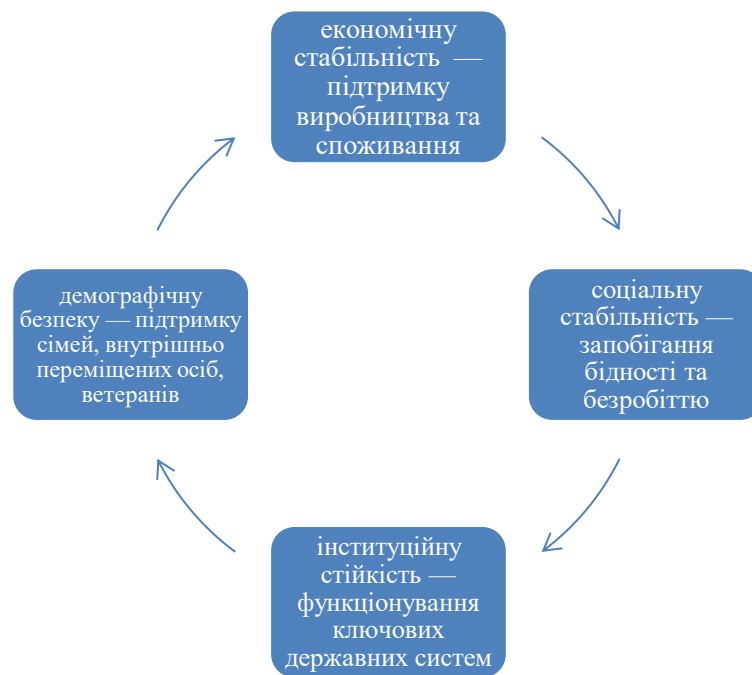 економічну
стабільність —
підтримку
виробництва та
споживання
соціальну
стабільність —
запобігання
бідності та
безробіттю
інституційну
стійкість —
функціонування
ключових
державних систем
демографічну
безпеку — підтримку
сімей, внутрішньо
переміщених осіб,
ветеранів